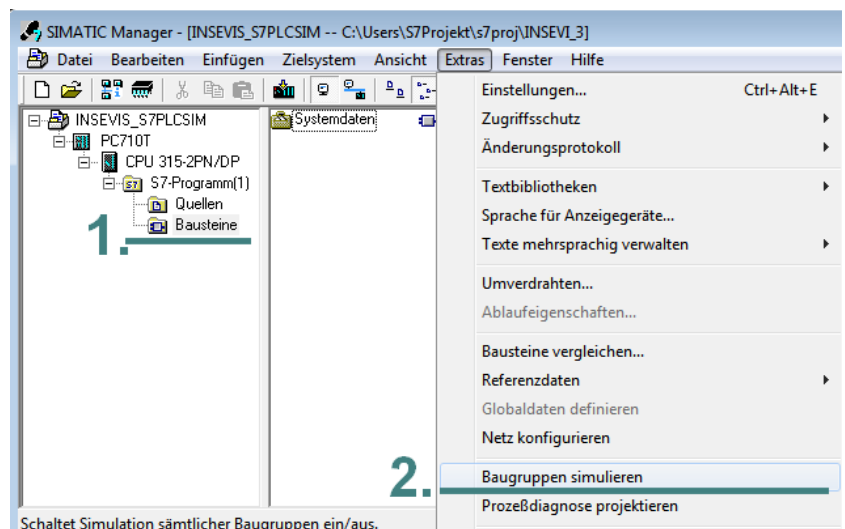 SIMATIC Manager - [INSEVIS_S7PLCSIM -- C:\Users\S7Projekt\s7proj\INSEVI_3]
Datei Bearbeiten Einfügen Zielsystem Ansicht Extras Fenster Hilfe
INSEVIS_S7PLCSIM
PC710T
CPU 315-2PN/DP
S7-Programm(1)
Quellen
1. Bausteine
Systemdaten
Einstellungen... Ctrl+Alt+E
Zugriffsschutz
Änderungsprotokoll
Textbibliotheken
Sprache für Anzeigegeräte...
Texte mehrsprachig verwalten
Umverdrahten...
Ablaufeigenschaften...
Bausteine vergleichen...
Referenzdaten
Globaldaten definieren
Netz konfigurieren
2. Baugruppen simulieren
Prozeßdiagnose projektieren
Schaltet Simulation sämtlicher Baugruppen ein/aus.